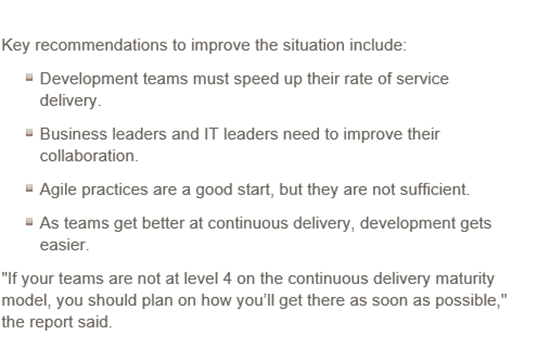 Key recommendations to improve the situation include:
Development teams must speed up their rate of service
delivery.
Business leaders and IT leaders need to improve their
collaboration.
Agile practices are a good start, but they are not sufficient.
As teams get better at continuous delivery, development gets
easier.
"If your teams are not at level 4 on the continuous delivery maturity
model, you should plan on how you'll get there as soon as possible,"
the report said.